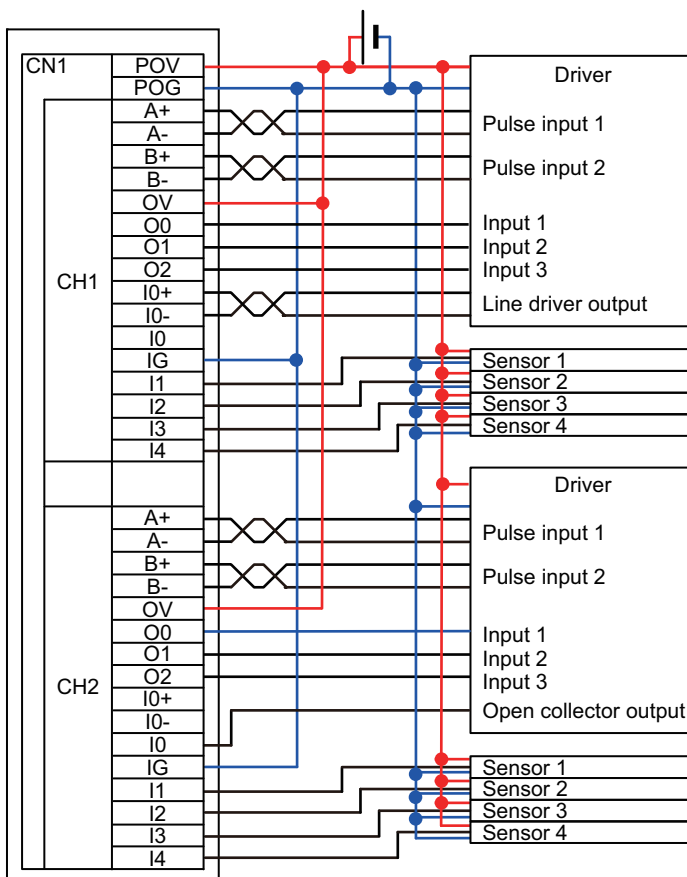 CN1
POV
POG
CH1
A+
A-
B+
B-
OV
O0
O1
O2
I0+
I0-
I0
IG
I1
I2
I3
I4
Driver
Pulse input 1
Pulse input 2
Input 1
Input 2
Input 3
Line driver output
Sensor 1
Sensor 2
Sensor 3
Sensor 4
CH2
A+
A-
B+
B-
OV
O0
O1
O2
I0+
I0-
I0
IG
I1
I2
I3
I4
Driver
Pulse input 1
Pulse input 2
Input 1
Input 2
Input 3
Open collector output
Sensor 1
Sensor 2
Sensor 3
Sensor 4